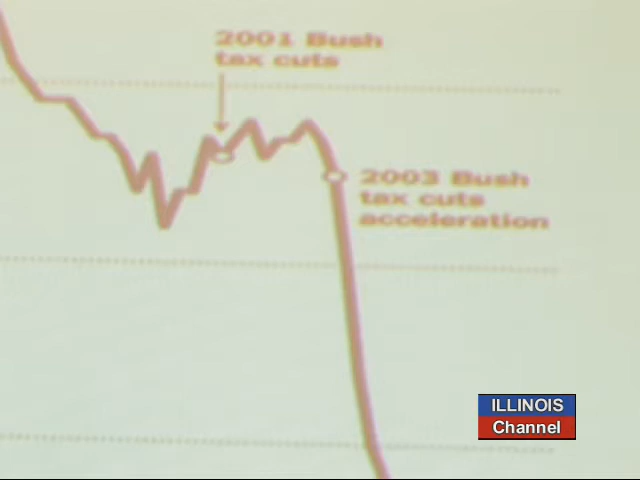 2001 Bush
tax cuts
2003 Bush
tax cuts
acceleration
ILLINOIS
Channel